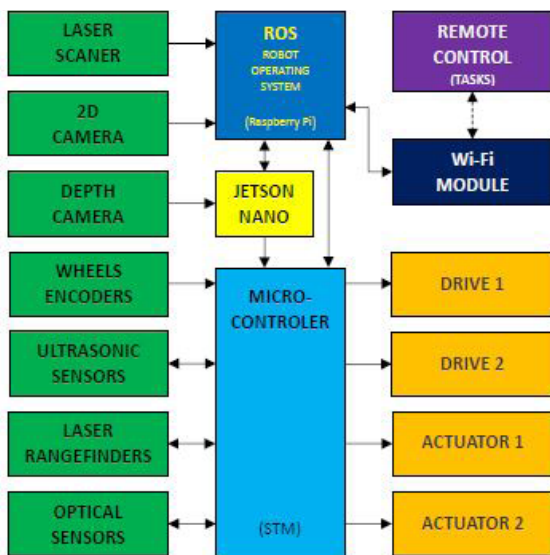 LASER
SCANER
2D
CAMERA
DEPTH
CAMERA
WHEELS
ENCODERS
ULTRASONIC
SENSORS
LASER
RANGEFINDERS
OPTICAL
SENSORS
ROS
ROBOT
OPERATING
SYSTEM
(Raspberry Pi)
JETSON
NANO
MICRO-
CONTROLER
(STM)
REMOTE
CONTROL
(TASKS)
Wi-Fi
MODULE
DRIVE 1
DRIVE 2
ACTUATOR 1
ACTUATOR 2